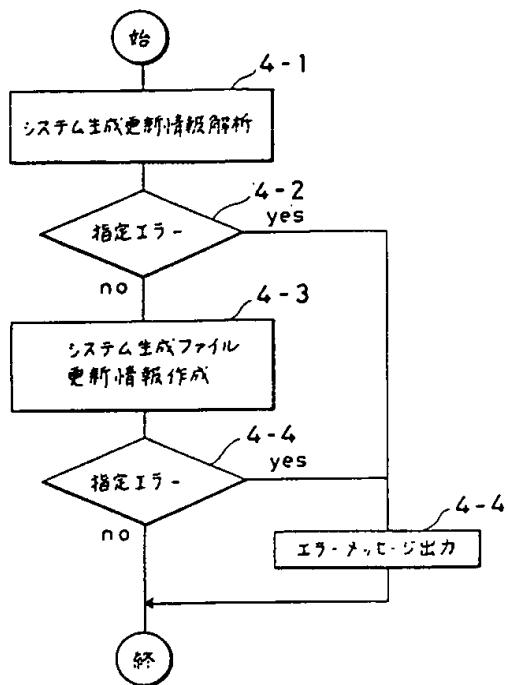 始
4-1
システム生成更新情報解析
4-2
指定エラー
yes
no
4-3
システム生成ファイル
更新情報作成
4-4
指定エラー
yes
no
4-4
エラーメッセージ出力
終